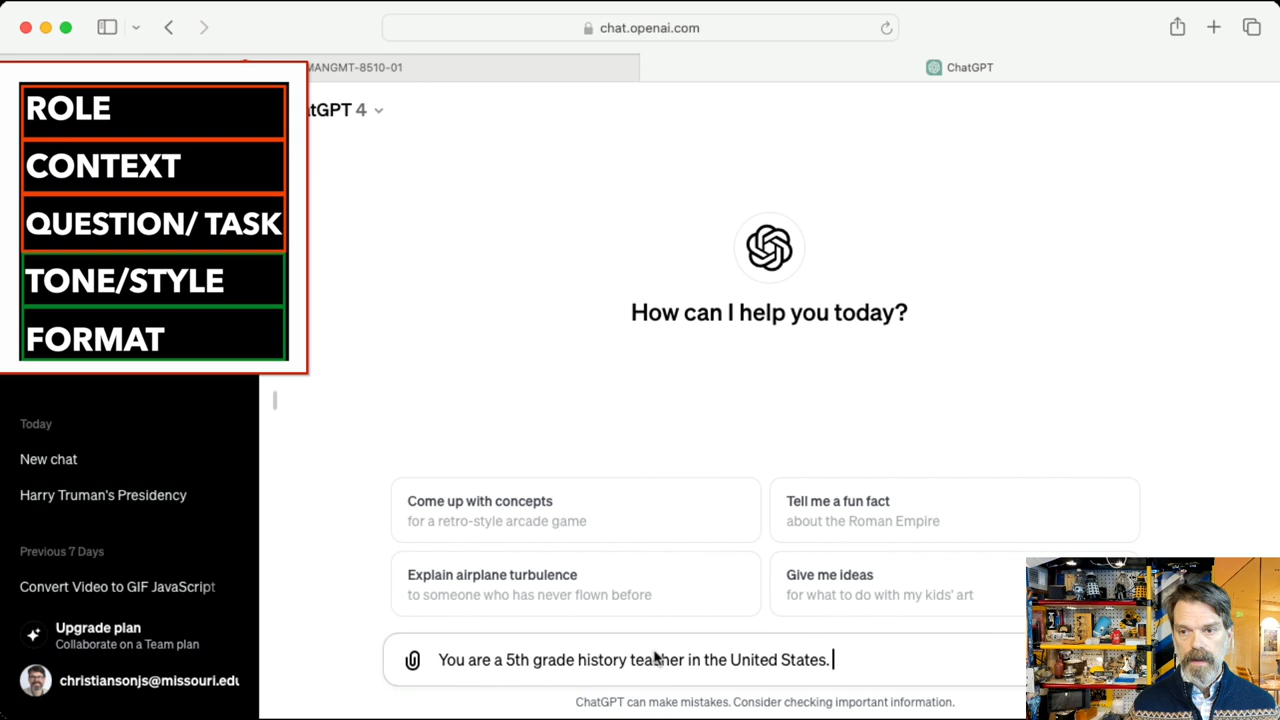 chat.openai.com
MANGMT-8510-01
ChatGPT
ROLE
CONTEXT
QUESTION/ TASK
TONE/STYLE
FORMAT
atGPT 4
How can I help you today?
Today
New chat
Harry Truman's Presidency
Previous 7 Days
Convert Video to GIF JavaScript
Upgrade plan
Collaborate on a Team plan
christiansonjs@missouri.edu
Come up with concepts
for a retro-style arcade game
Tell me a fun fact
about the Roman Empire
Explain airplane turbulence
to someone who has never flown before
Give me ideas
for what to do with my kids' art
You are a 5th grade history teacher in the United States.
ChatGPT can make mistakes. Consider checking important information.